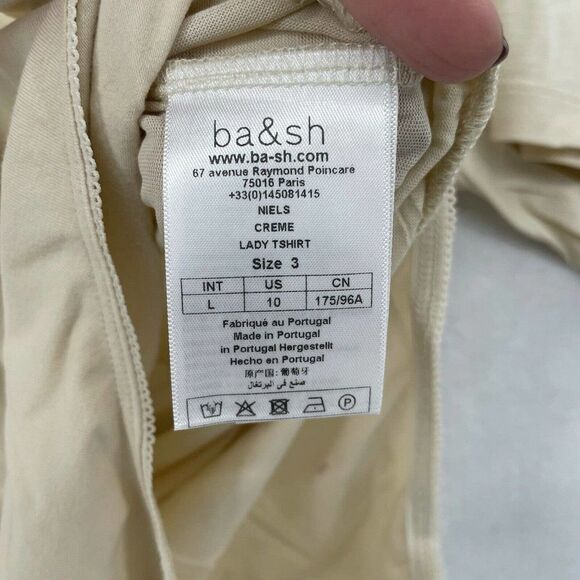 ba&sh
www.ba-sh.com
67 avenue Raymond Poincare
75016 Paris
+33(0)145081415
NIELS
CREME
LADY TSHIRT
Size 3
INT US CN
L 10 175/96A
Fabriqué au Portugal
Made in Portugal
in Portugal Hergestellt
Hecho en Portugal
原产国: 葡萄牙
صنع في البرتغال
P